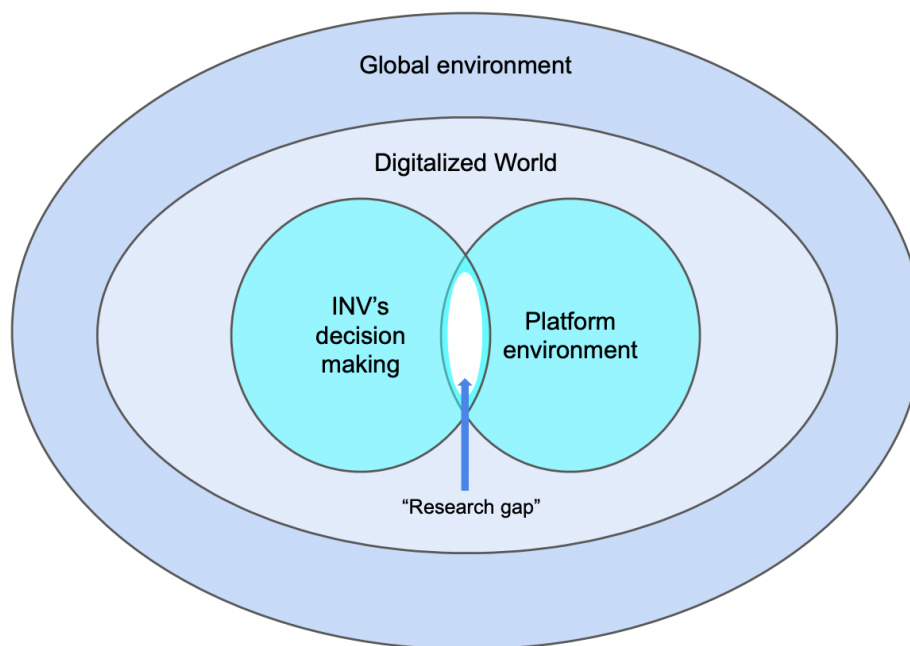 Global environment
Digitalized World
INV’s
decision
making
Platform
environment
“Research gap”